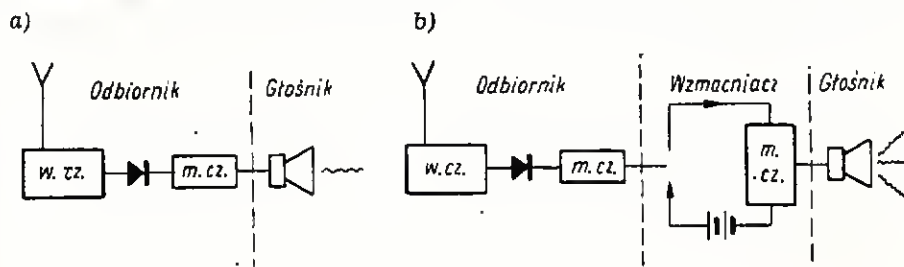 a)
Odbiornik
Głośnik
w. cz.
m. cz.
b)
Odbiornik
Wzmacniacz
Głośnik
w. cz.
m. cz.
m.
cz.